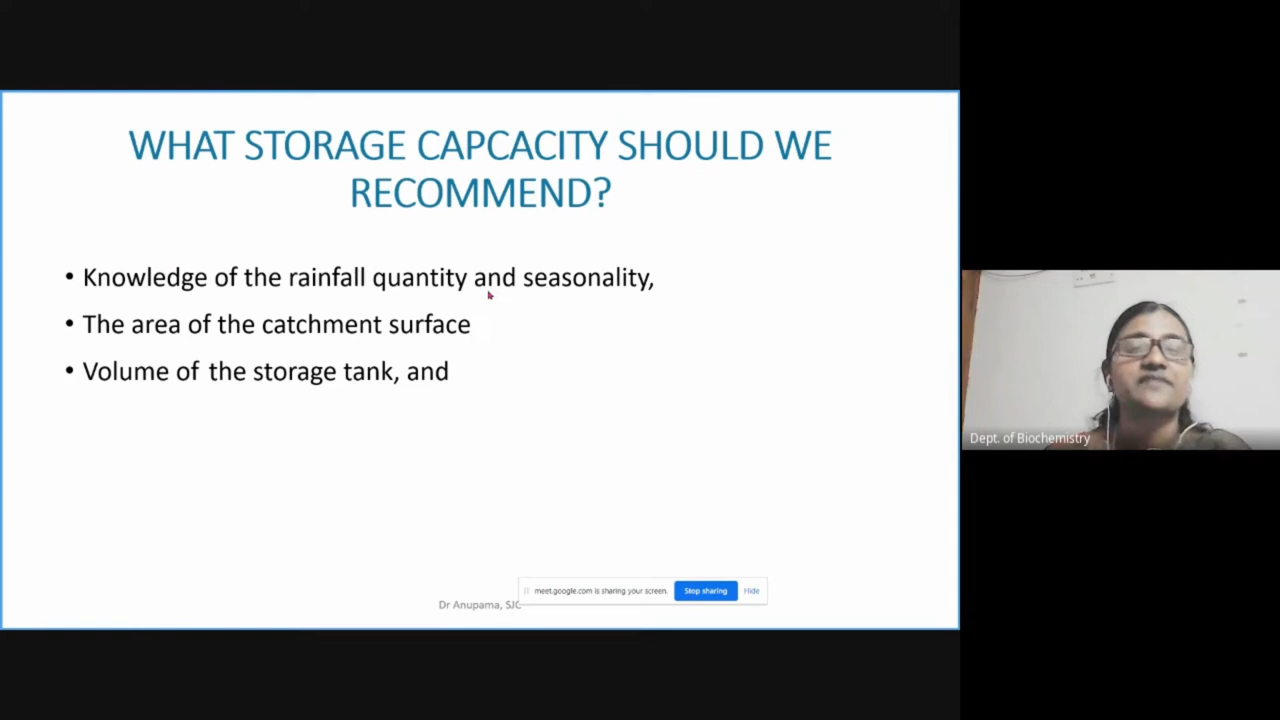 WHAT STORAGE CAPCACITY SHOULD WE
RECOMMEND?
• Knowledge of the rainfall quantity and seasonality,
• The area of the catchment surface
• Volume of the storage tank, and
Dr Anupama, SJC
meet.google.com is sharing your screen.
Stop sharing
Hide
Dept. of Biochemistry